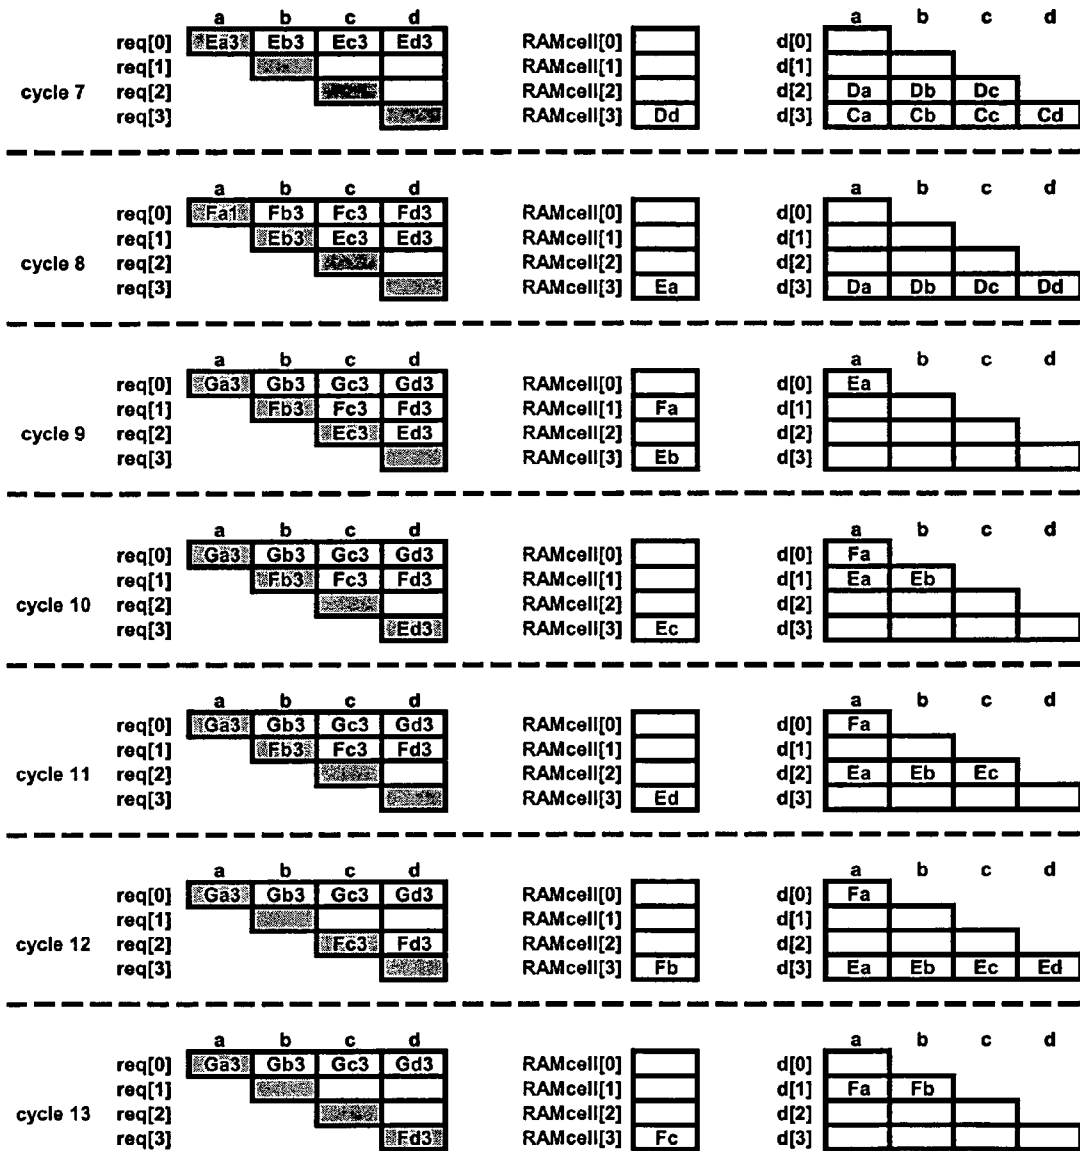 a b c d a b c d
req[0] Ea3 Eb3 Ec3 Ed3 RAMcell[0] d[0]
req[1] RAMcell[1] d[1]
cycle 7 req[2] RAMcell[2] d[2] Da Db Dc
req[3] RAMcell[3] Dd d[3] Ca Cb Cc Cd
a b c d a b c d
req[0] Fa1 Fb3 Fc3 Fd3 RAMcell[0] d[0]
req[1] Eb3 Ec3 Ed3 RAMcell[1] d[1]
cycle 8 req[2] RAMcell[2] d[2]
req[3] RAMcell[3] Ea d[3] Da Db Dc Dd
a b c d a b c d
req[0] Ga3 Gb3 Gc3 Gd3 RAMcell[0] d[0] Ea
req[1] Fb3 Fc3 Fd3 RAMcell[1] Fa d[1]
cycle 9 req[2] Ec3 Ed3 RAMcell[2] d[2]
req[3] RAMcell[3] Eb d[3]
a b c d a b c d
req[0] Ga3 Gb3 Gc3 Gd3 RAMcell[0] d[0] Fa
req[1] Fb3 Fc3 Fd3 RAMcell[1] d[1] Ea Eb
cycle 10 req[2] RAMcell[2] d[2]
req[3] Ed3 RAMcell[3] Ec d[3]
a b c d a b c d
req[0] Ga3 Gb3 Gc3 Gd3 RAMcell[0] d[0] Fa
req[1] Fb3 Fc3 Fd3 RAMcell[1] d[1]
cycle 11 req[2] RAMcell[2] d[2] Ea Eb Ec
req[3] RAMcell[3] Ed d[3]
a b c d a b c d
req[0] Ga3 Gb3 Gc3 Gd3 RAMcell[0] d[0] Fa
req[1] RAMcell[1] d[1]
cycle 12 req[2] Fc3 Fd3 RAMcell[2] d[2]
req[3] RAMcell[3] Fb d[3] Ea Eb Ec Ed
a b c d a b c d
req[0] Ga3 Gb3 Gc3 Gd3 RAMcell[0] d[0]
req[1] RAMcell[1] d[1] Fa Fb
cycle 13 req[2] RAMcell[2] d[2]
req[3] Fd3 RAMcell[3] Fc d[3]